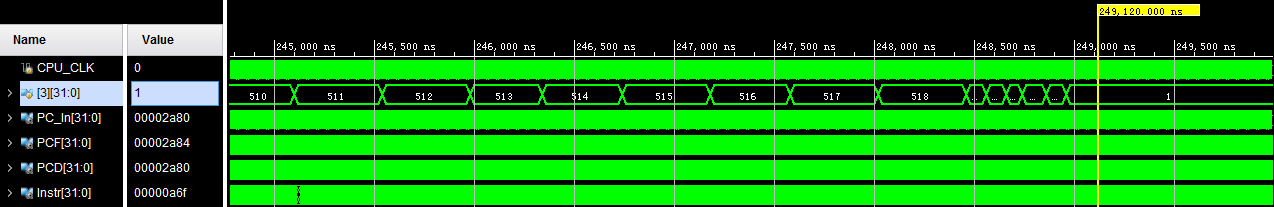 249,120.000 ns
Name Value
245,000 ns 245,500 ns 246,000 ns 246,500 ns 247,000 ns 247,500 ns 248,000 ns 248,500 ns 249,000 ns 249,500 ns
CPU_CLK 0
[3][31:0] 1 510 511 512 513 514 515 516 517 518 ... ... ... ... ... 1
PC_In[31:0] 00002a80
PCF[31:0] 00002a84
PCD[31:0] 00002a80
Instr[31:0] 00000a6f